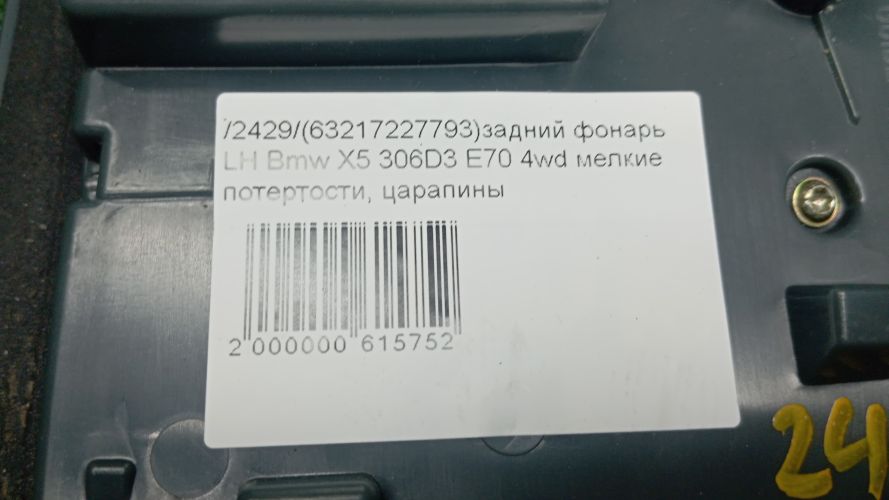 /2429/(63217227793)задний фонарь
LH Bmw X5 306D3 E70 4wd мелкие
потертости, царапины
2 000000 615752
24